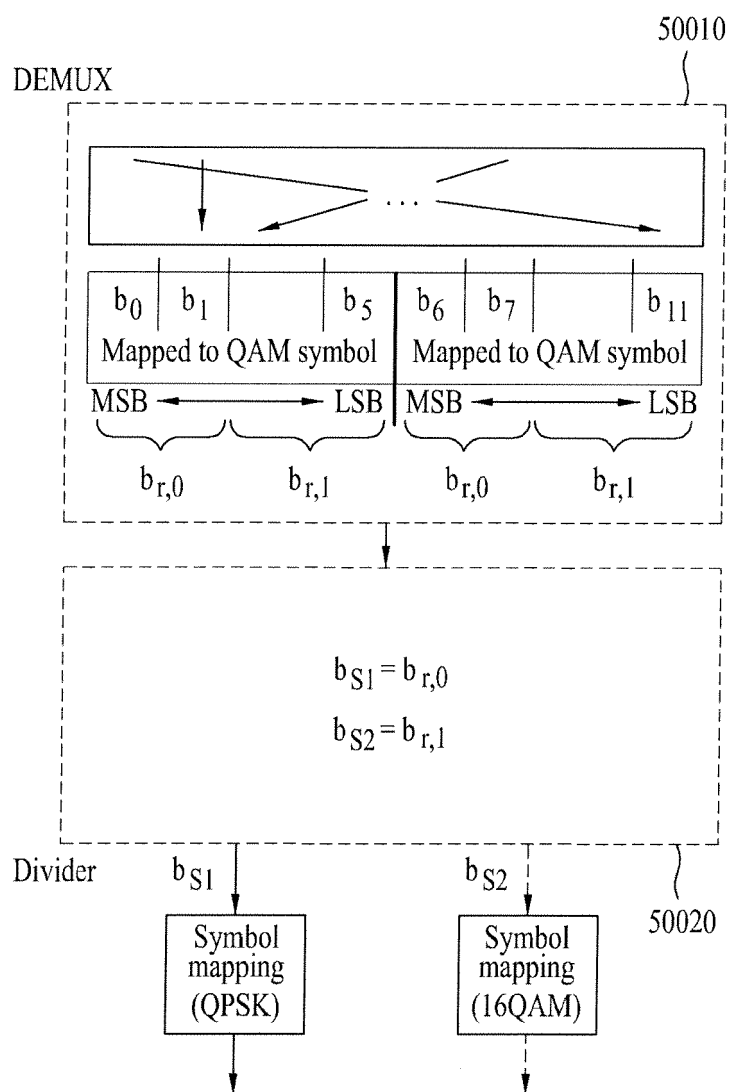 50010
DEMUX
...
b0 b1 b5 b6 b7 b11
Mapped to QAM symbol Mapped to QAM symbol
MSB LSB MSB LSB
br,0 br,1 br,0 br,1
bS1=br,0
bS2=br,1
Divider bS1 bS2
50020
Symbol mapping (QPSK)
Symbol mapping (16QAM)